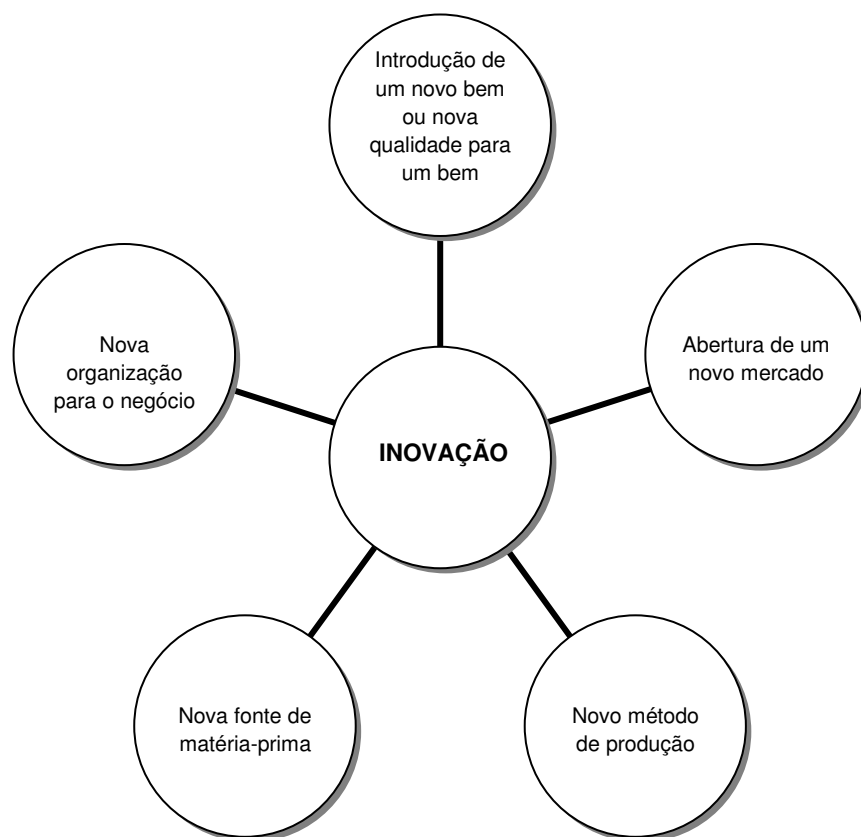 Introdução de
um novo bem
ou nova
qualidade para
um bem
Nova
organização
para o negócio
Abertura de um
novo mercado
INOVAÇÃO
Nova fonte de
matéria-prima
Novo método
de produção